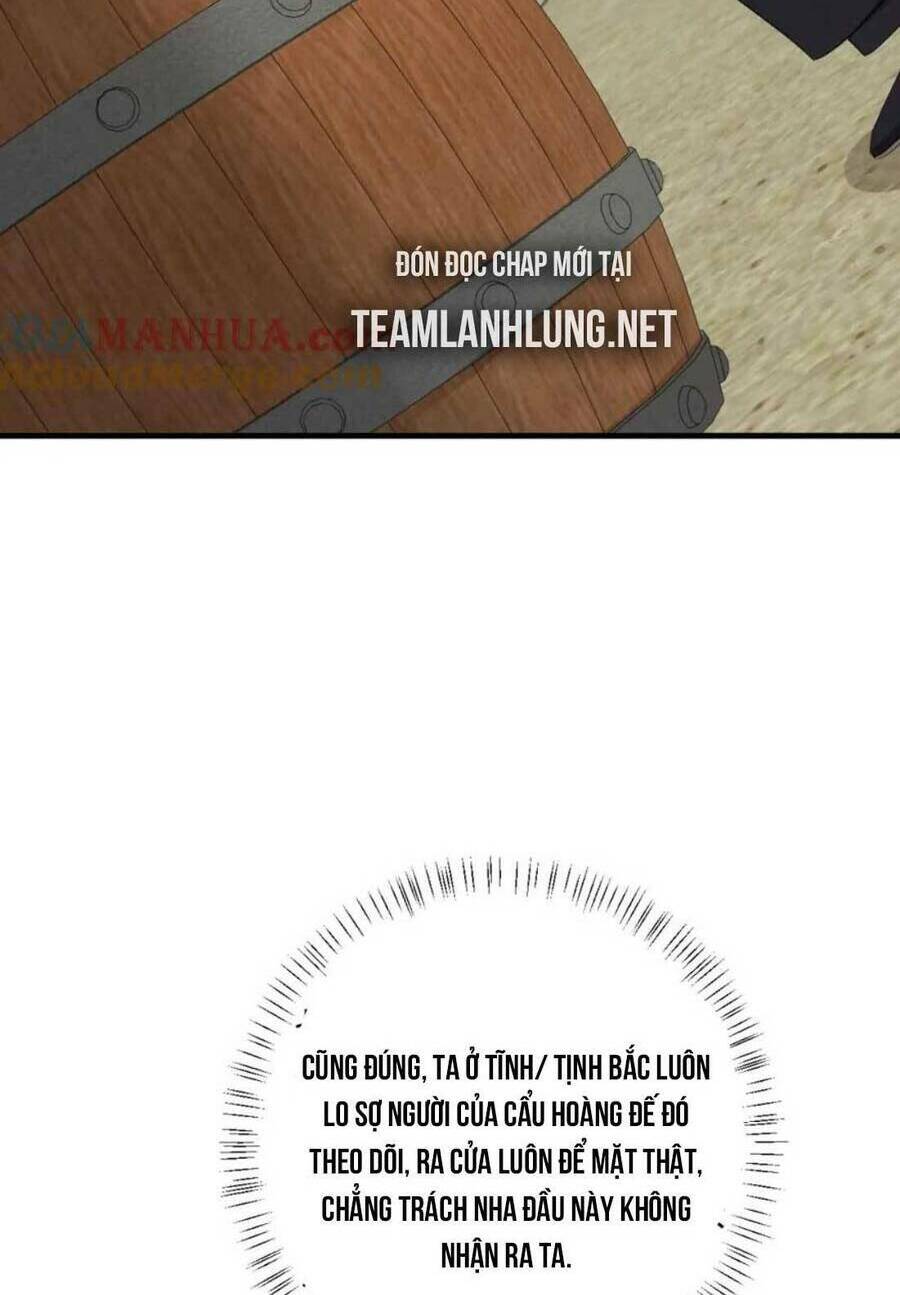 ĐÓN ĐỌC CHAP MỚI TẠI
TEAMLANHLUNG.NET
MANHUA.co
CŨNG ĐÚNG, TA Ở TĨNH/ TỊNH BẮC LUÔN
LO SỢ NGƯỜI CỦA CẨU HOÀNG ĐẾ ĐÓ
THEO DÕI, RA CỬA LUÔN ĐỂ MẶT THẬT,
CHẲNG TRÁCH NHA ĐẦU NÀY KHÔNG
NHẬN RA TA.